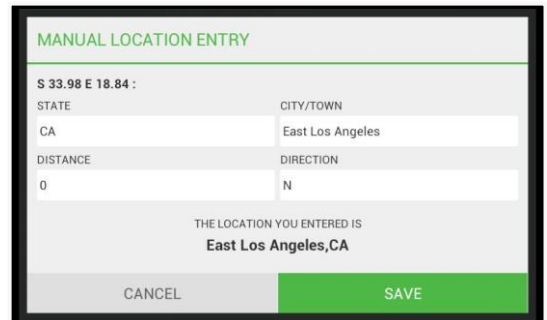 MANUAL LOCATION ENTRY
S 33.98 E 18.84 :
STATE CITY/TOWN
CA East Los Angeles
DISTANCE DIRECTION
0 N
THE LOCATION YOU ENTERED IS
East Los Angeles,CA
CANCEL SAVE